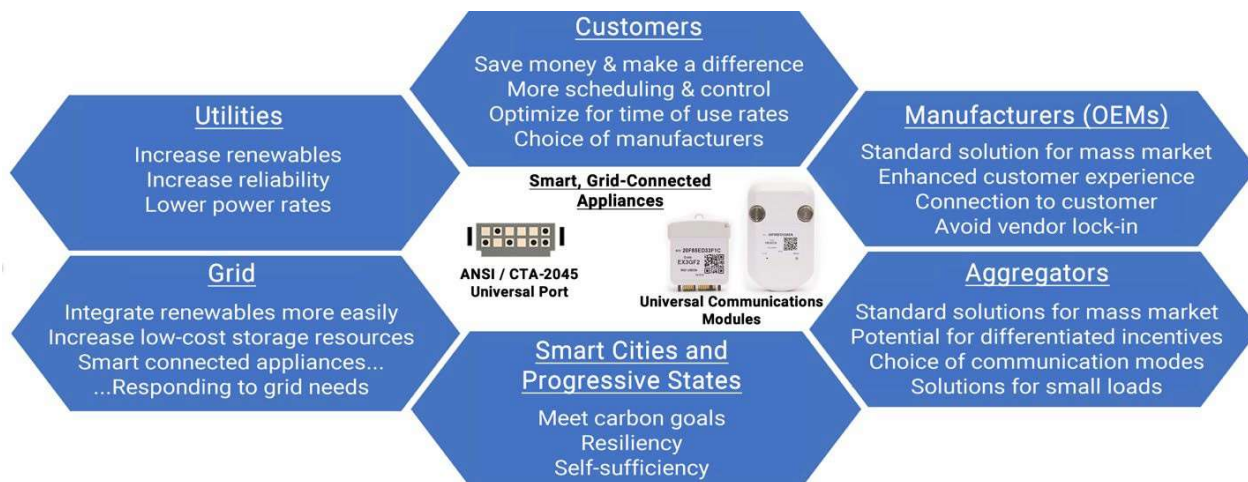 Customers
Save money & make a difference
More scheduling & control
Optimize for time of use rates
Choice of manufacturers
Utilities
Increase renewables
Increase reliability
Lower power rates
Manufacturers (OEMs)
Standard solution for mass market
Enhanced customer experience
Connection to customer
Avoid vendor lock-in
Smart, Grid-Connected
Appliances
ANSI / CTA-2045
Universal Port
EX3GF2
Universal Communications
Modules
Grid
Integrate renewables more easily
Increase low-cost storage resources
Smart connected appliances...
...Responding to grid needs
Smart Cities and
Progressive States
Meet carbon goals
Resiliency
Self-sufficiency
Aggregators
Standard solutions for mass market
Potential for differentiated incentives
Choice of communication modes
Solutions for small loads